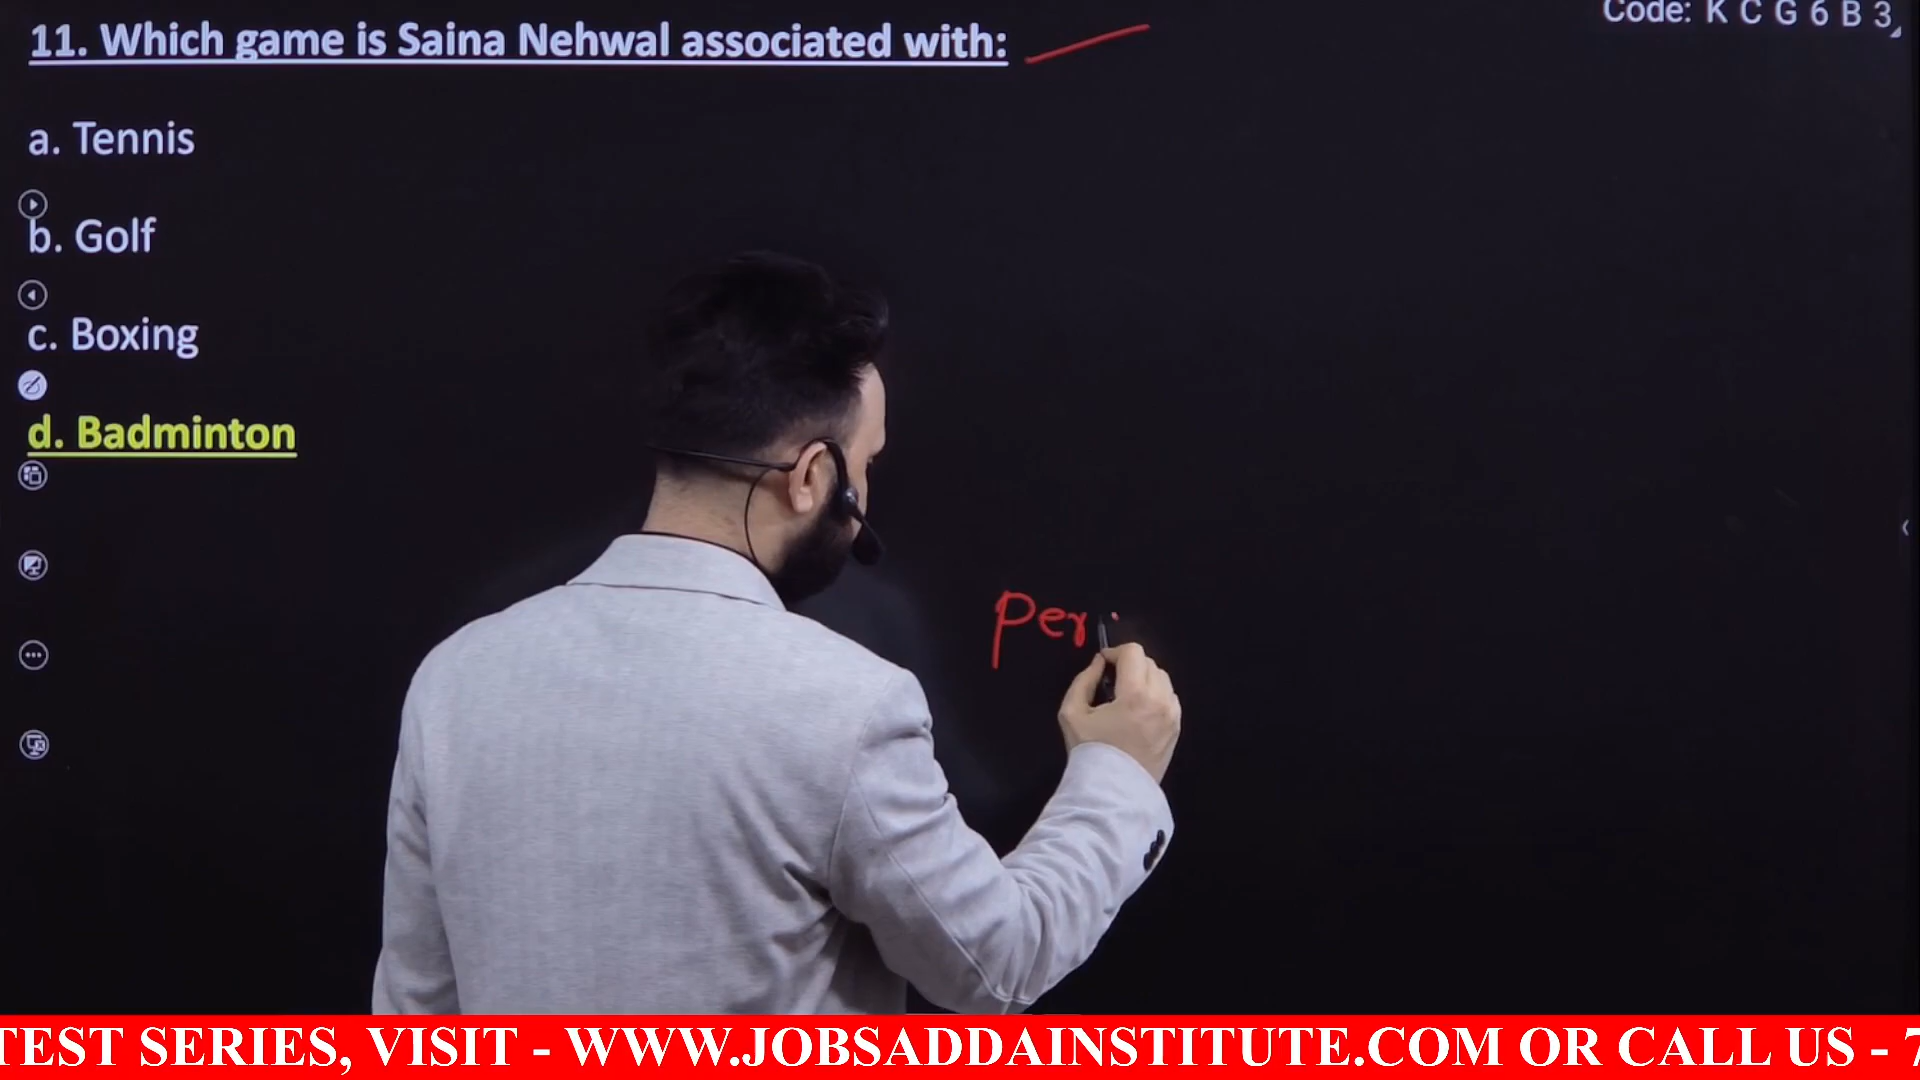 Code: K C G 6 B 3
11. Which game is Saina Nehwal associated with:
a. Tennis
b. Golf
c. Boxing
d. Badminton
Per
TEST SERIES, VISIT - WWW.JOBSADDAINSTITUTE.COM OR CALL US - 7